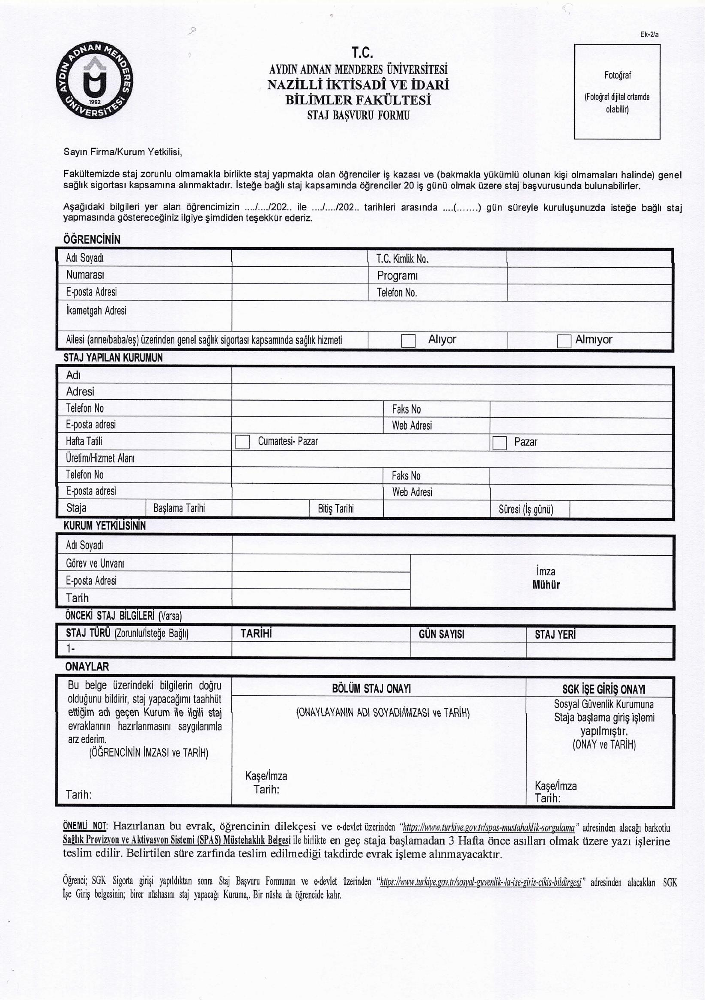 Ek-2/a
AYDIN ADNAN MENDERES ÜNİVERSİTESİ
1992
T.C.
AYDIN ADNAN MENDERES ÜNİVERSİTESİ
NAZİLLİ İKTİSADÎ VE İDARİ
BİLİMLER FAKÜLTESİ
STAJ BAŞVURU FORMU
Fotoğraf
(Fotoğraf dijital ortamda
olabilir)
Sayın Firma/Kurum Yetkilisi,
Fakültemizde staj zorunlu olmamakla birlikte staj yapmakta olan öğrenciler iş kazası ve (bakmakla yükümlü olunan kişi olmamaları halinde) genel
sağlık sigortası kapsamına alınmaktadır. İsteğe bağlı staj kapsamında öğrenciler 20 iş günü olmak üzere staj başvurusunda bulunabilirler.
Aşağıdaki bilgileri yer alan öğrencimizin ..../..../202.. ile ..../..../202.. tarihleri arasında ....(.......) gün süreyle kuruluşunuzda isteğe bağlı staj
yapmasında göstereceğiniz ilgiye şimdiden teşekkür ederiz.
ÖĞRENCİNİN
Adı Soyadı T.C. Kimlik No.
Numarası Programı
E-posta Adresi Telefon No.
İkametgah Adresi
Ailesi (anne/baba/eş) üzerinden genel sağlık sigortası kapsamında sağlık hizmeti Alıyor Almıyor
STAJ YAPILAN KURUMUN
Adı
Adresi
Telefon No Faks No
E-posta adresi Web Adresi
Hafta Tatili Cumartesi- Pazar Pazar
Üretim/Hizmet Alanı
Telefon No Faks No
E-posta adresi Web Adresi
Staja Başlama Tarihi Bitiş Tarihi Süresi (İş günü)
KURUM YETKİLİSİNİN
Adı Soyadı
Görev ve Unvanı
E-posta Adresi
Tarih
İmza
Mühür
ÖNCEKİ STAJ BİLGİLERİ (Varsa)
STAJ TÜRÜ (Zorunlu/İsteğe Bağlı) TARİHİ GÜN SAYISI STAJ YERİ
1-
ONAYLAR
Bu belge üzerindeki bilgilerin doğru
olduğunu bildirir, staj yapacağımı taahhüt
ettiğim adı geçen Kurum ile ilgili staj
evraklarının hazırlanmasını saygılarımla
arz ederim.
(ÖĞRENCİNİN İMZASI ve TARİH)
Tarih:
BÖLÜM STAJ ONAYI
(ONAYLAYANIN ADI SOYADI/İMZASI ve TARİH)
Kaşe/İmza
Tarih:
SGK İŞE GİRİŞ ONAYI
Sosyal Güvenlik Kurumuna
Staja başlama giriş işlemi
yapılmıştır.
(ONAY ve TARİH)
Kaşe/İmza
Tarih:
ÖNEMLİ NOT: Hazırlanan bu evrak, öğrencinin dilekçesi ve e-devlet üzerinden “https://www.turkiye.gov.tr/spas-mustahaklik-sorgulama” adresinden alacağı barkotlu
Sağlık Provizyon ve Aktivasyon Sistemi (SPAS) Müstehaklık Belgesi ile birlikte en geç staja başlamadan 3 Hafta önce asılları olmak üzere yazı işlerine
teslim edilir. Belirtilen süre zarfında teslim edilmediği takdirde evrak işleme alınmayacaktır.
Öğrenci; SGK Sigorta girişi yapıldıktan sonra Staj Başvuru Formunun ve e-devlet üzerinden “https://www.turkiye.gov.tr/sosyal-guvenlik-4a-ise-giris-cikis-bildirgesi” adresinden alacakları SGK
İşe Giriş belgesinin; birer nüshasını staj yapacağı Kuruma,. Bir nüsha da öğrencide kalır.